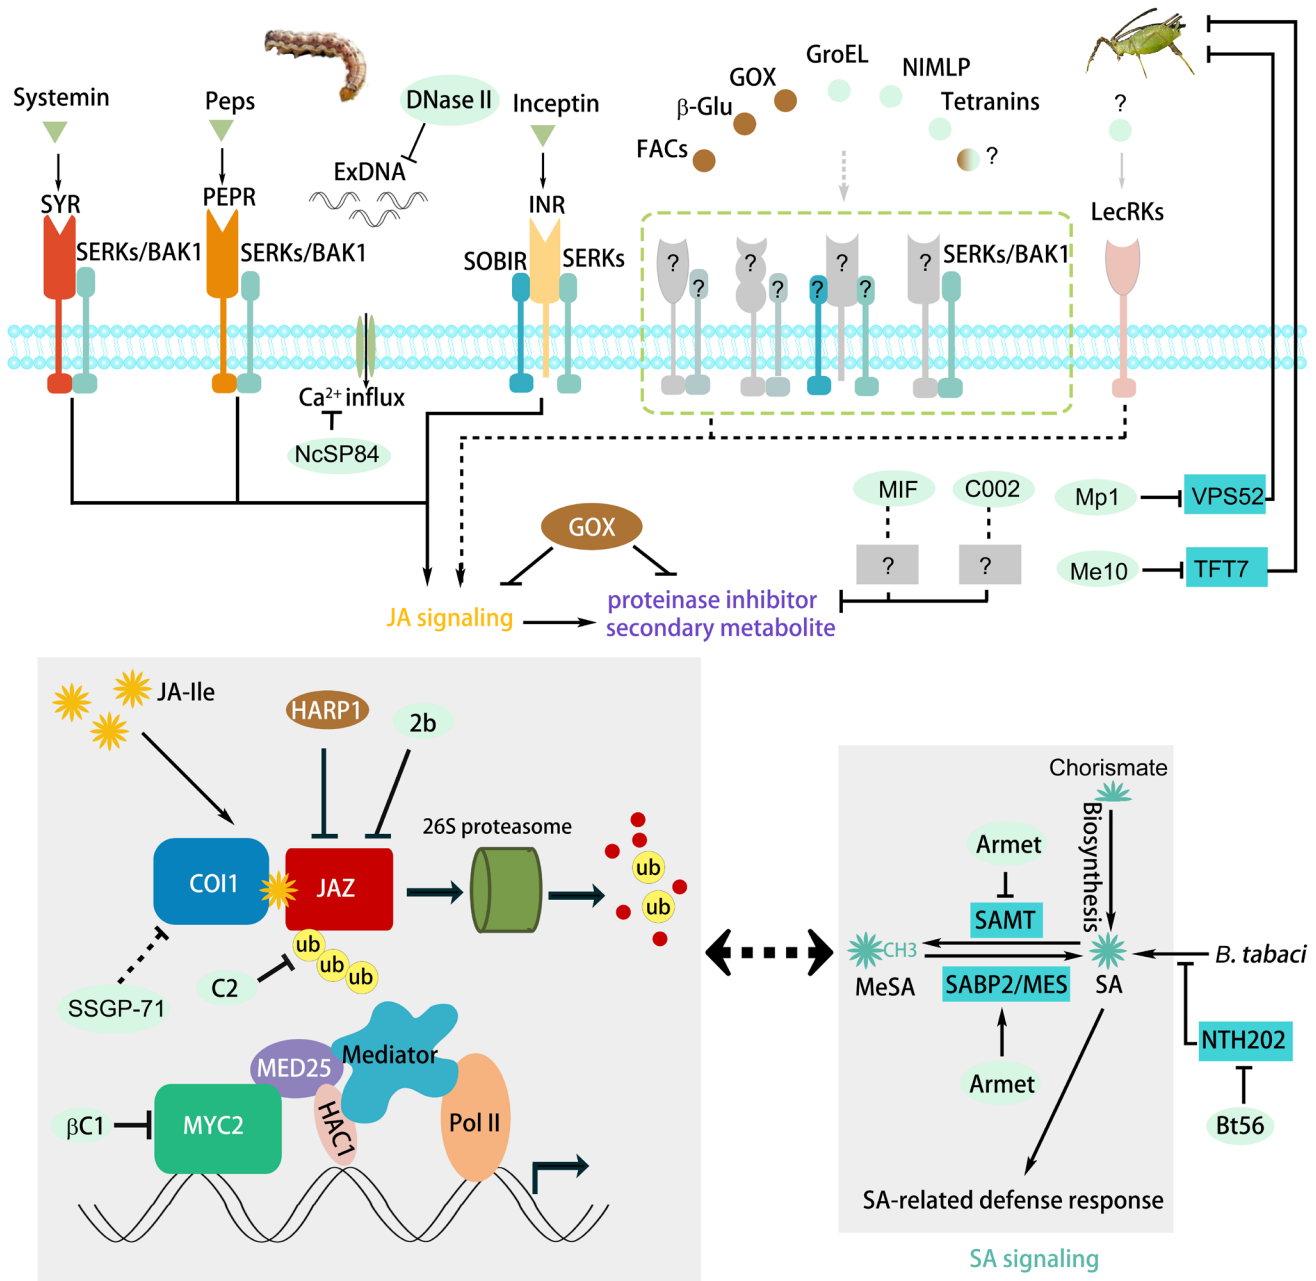 Systemin
Peps
DNase II
Inceptin
GOX
GroEL
NIMLP
β-Glu
Tetranins
FACs
?
?
ExDNA
SYR
PEPR
INR
LecRKs
SERKs/BAK1
SERKs/BAK1
SOBIR
SERKs
SERKs/BAK1
?
?
?
?
?
?
?
?
Ca2+ influx
NcSP84
MIF
C002
Mp1
VPS52
GOX
?
?
Me10
TFT7
JA signaling
proteinase inhibitor
secondary metabolite
JA-Ile
HARP1
2b
26S proteasome
COI1
JAZ
ub
ub
ub
ub
ub
C2
SSGP-71
MED25
Mediator
HAC1
Pol II
βC1
MYC2
Chorismate
Biosynthesis
Armet
SAMT
CH3
MeSA
SABP2/MES
SA
B. tabaci
NTH202
Armet
Bt56
SA-related defense response
SA signaling